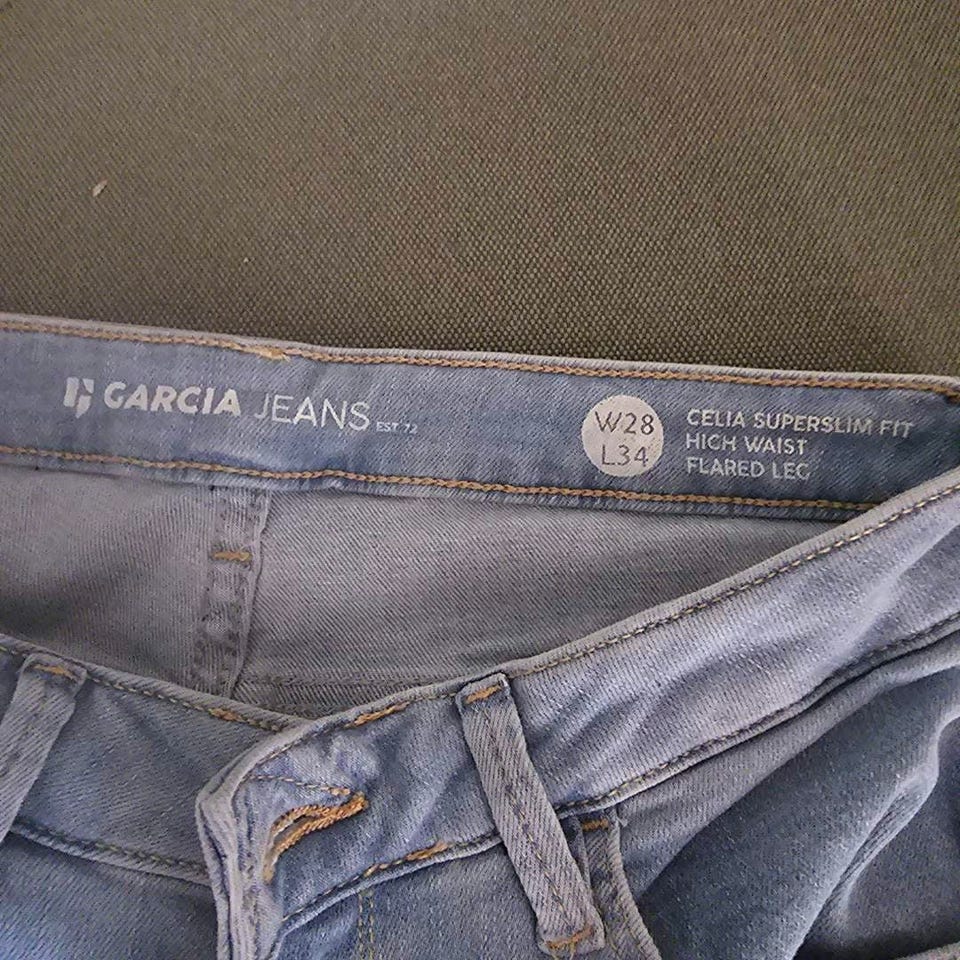 GARCIA JEANS EST 72
W28
L34
CELIA SUPERSLIM FIT
HIGH WAIST
FLARED LEG